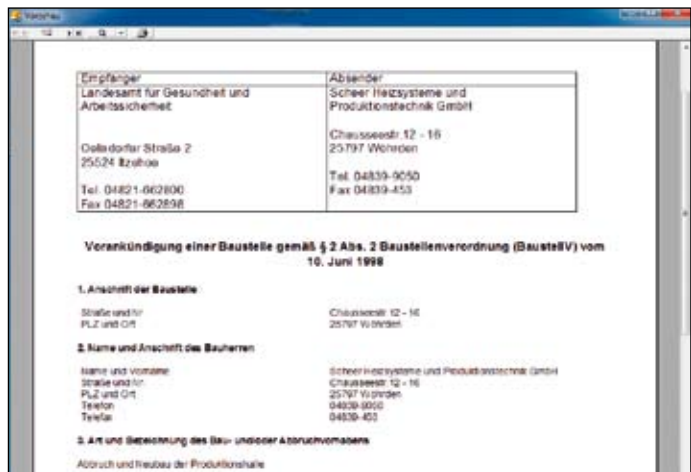 Vorschau
Empfänger
Landesamt für Gesundheit und
Arbeitssicherheit
Oelixdorfer Straße 2
25524 Itzehoe
Tel. 04821-662800
Fax 04821-662898
Absender
Scheer Heizsysteme und
Produktionstechnik GmbH
Chausseestr. 12 - 16
25797 Wöhrden
Tel. 04839-9050
Fax 04839-453
Vorankündigung einer Baustelle gemäß § 2 Abs. 2 Baustellenverordnung (BaustellV) vom
10. Juni 1998
1. Anschrift der Baustelle
Straße und Nr. Chausseestr. 12 - 16
PLZ und Ort 25797 Wöhrden
2. Name und Anschrift des Bauherren
Name und Vorname Scheer Heizsysteme und Produktionstechnik GmbH
Straße und Nr. Chausseestr. 12 - 16
PLZ und Ort 25797 Wöhrden
Telefon 04839-9050
Telefax 04839-453
3. Art und Bezeichnung des Bau- und/oder Abbruchvorhabens
Abbruch und Neubau der Produktionshalle